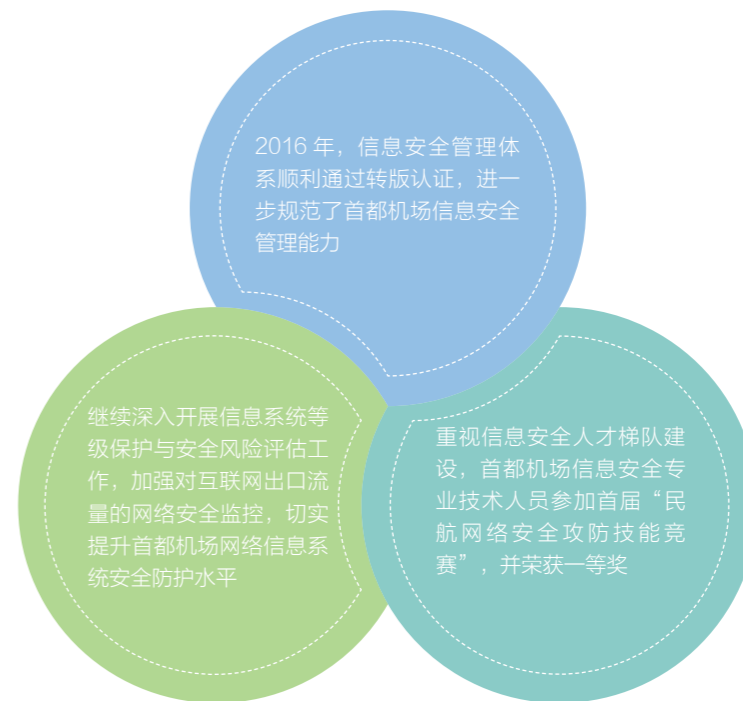 2016 年，信息安全管理体
系顺利通过转版认证，进一
步规范了首都机场信息安全
管理能力
继续深入开展信息系统等
级保护与安全风险评估工
作，加强对互联网出口流
量的网络安全监控，切实
提升首都机场网络信息系
统安全防护水平
重视信息安全人才梯队建
设，首都机场信息安全专
业技术人员参加首届“民
航网络安全攻防技能竞
赛”，并荣获一等奖